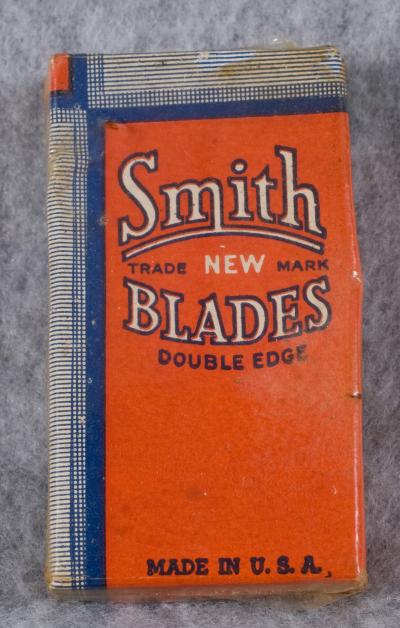 Smith
TRADE NEW MARK
BLADES
DOUBLE EDGE
MADE IN U. S. A.